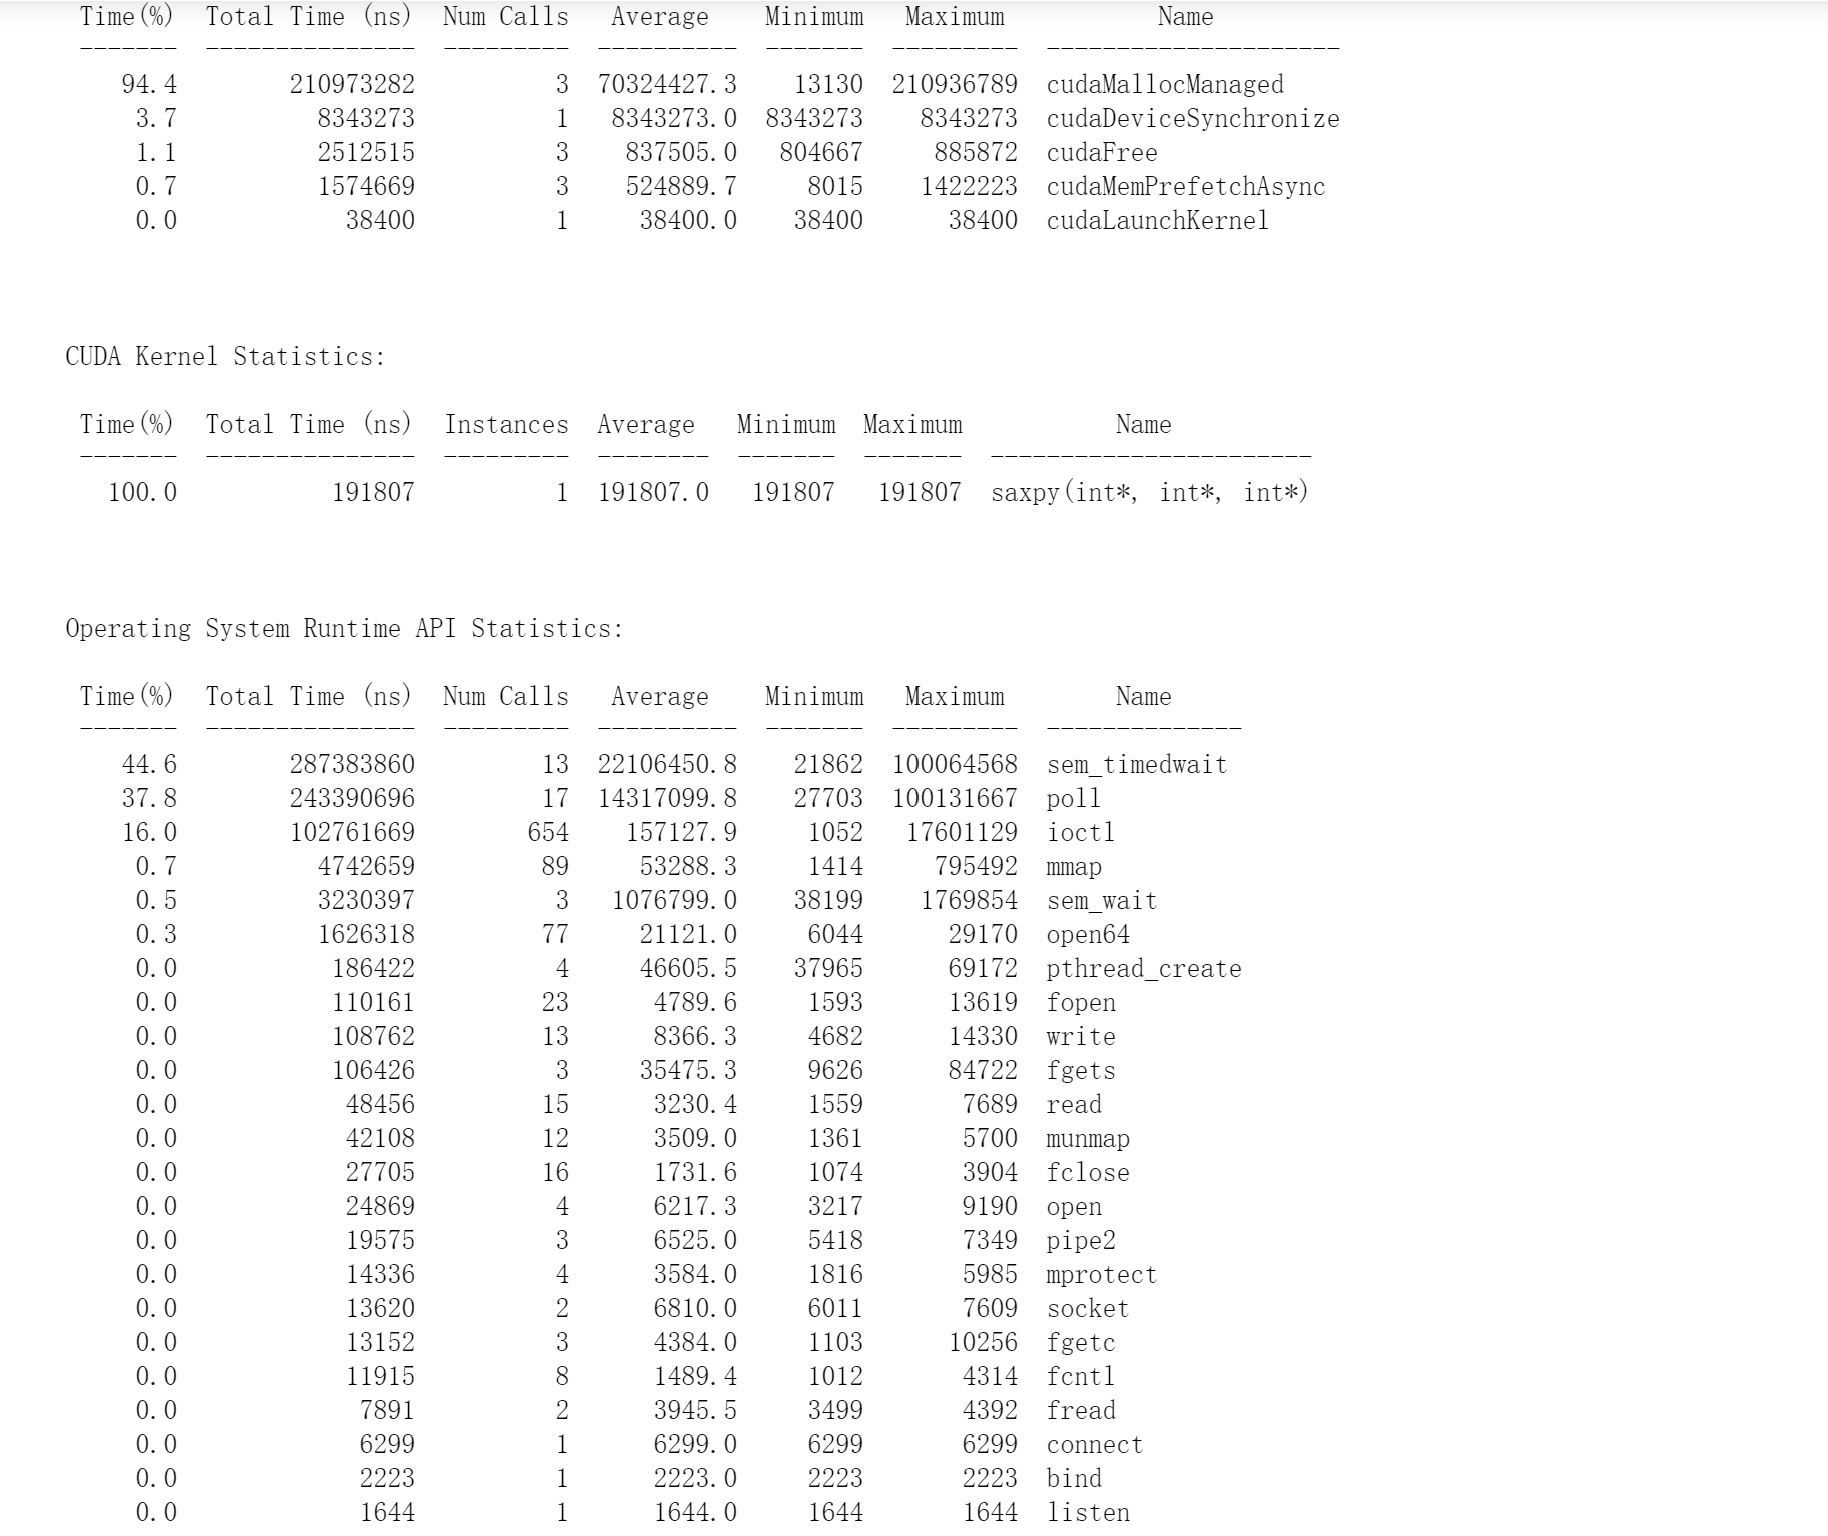 Time(%)  Total Time (ns)  Num Calls   Average    Minimum   Maximum           Name
-------  ---------------  ---------  ----------  -------  ---------  ---------------------
   94.4        210973282          3  70324427.3    13130  210936789  cudaMallocManaged
    3.7          8343273          1   8343273.0  8343273    8343273  cudaDeviceSynchronize
    1.1          2512515          3    837505.0   804667     885872  cudaFree
    0.7          1574669          3    524889.7     8015    1422223  cudaMemPrefetchAsync
    0.0            38400          1     38400.0    38400      38400  cudaLaunchKernel
CUDA Kernel Statistics:
Time(%)  Total Time (ns)  Instances  Average   Minimum  Maximum           Name
-------  ---------------  ---------  --------  -------  -------  -----------------------
  100.0           191807          1  191807.0   191807   191807  saxpy(int*, int*, int*)
Operating System Runtime API Statistics:
Time(%)  Total Time (ns)  Num Calls   Average    Minimum   Maximum        Name
-------  ---------------  ---------  ----------  -------  ---------  --------------
   44.6        287383860         13  22106450.8    21862  100064568  sem_timedwait
   37.8        243390696         17  14317099.8    27703  100131667  poll
   16.0        102761669        654    157127.9     1052   17601129  ioctl
    0.7          4742659         89     53288.3     1414     795492  mmap
    0.5          3230397          3   1076799.0    38199    1769854  sem_wait
    0.3          1626318         77     21121.0     6044      29170  open64
    0.0           186422          4     46605.5    37965      69172  pthread_create
    0.0           110161         23      4789.6     1593      13619  fopen
    0.0           108762         13      8366.3     4682      14330  write
    0.0           106426          3     35475.3     9626      84722  fgets
    0.0            48456         15      3230.4     1559       7689  read
    0.0            42108         12      3509.0     1361       5700  munmap
    0.0            27705         16      1731.6     1074       3904  fclose
    0.0            24869          4      6217.3     3217       9190  open
    0.0            19575          3      6525.0     5418       7349  pipe2
    0.0            14336          4      3584.0     1816       5985  mprotect
    0.0            13620          2      6810.0     6011       7609  socket
    0.0            13152          3      4384.0     1103      10256  fgetc
    0.0            11915          8      1489.4     1012       4314  fcntl
    0.0             7891          2      3945.5     3499       4392  fread
    0.0             6299          1      6299.0     6299       6299  connect
    0.0             2223          1      2223.0     2223       2223  bind
    0.0             1644          1      1644.0     1644       1644  listen